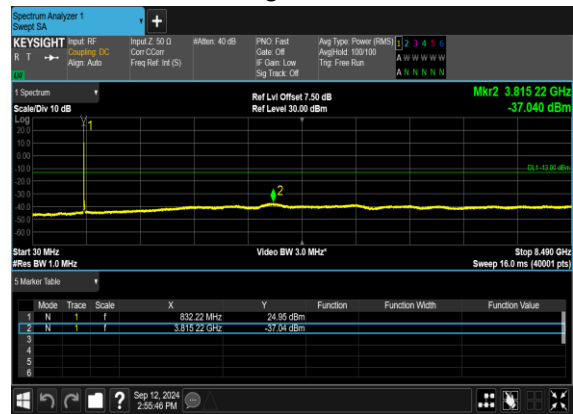 Spectrum Analyzer 1
Swept SA
+
KEYSIGHT Input: RF Input Z: 50 Ω #Atten: 40 dB PNO: Fast Avg Type: Power (RMS) 1 2 3 4 5 6
R T Coupling: DC Corr CCorr Gate: Off Avg|Hold: 100/100 A W W W W W
Align: Auto Freq Ref: Int (S) IF Gain: Low Trig: Free Run
Sig Track: Off A N N N N N
LW
1 Spectrum Ref Lvl Offset 7.50 dB Mkr2 3.815 22 GHz
Scale/Div 10 dB Ref Level 30.00 dBm -37.040 dBm
Log
1
20.0
10.0
0.00
-10.0
DL1 -13.00 dBm
-20.0
-30.0
2
-40.0
-50.0
-60.0
Start 30 MHz Video BW 3.0 MHz* Stop 8.490 GHz
#Res BW 1.0 MHz Sweep 16.0 ms (40001 pts)
5 Marker Table
Mode Trace Scale X Y Function Function Width Function Value
1 N 1 f 832.22 MHz 24.95 dBm
2 N 1 f 3.815 22 GHz -37.04 dBm
3
4
5
6
? Sep 12, 2024
2:55:46 PM